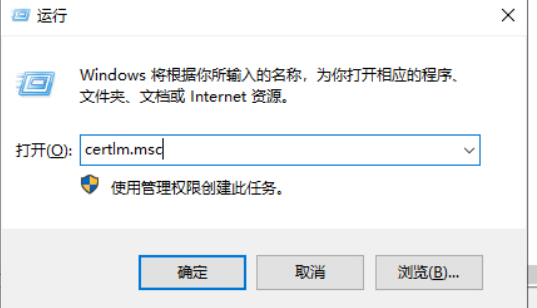 运行
Windows 将根据你所输入的名称，为你打开相应的程序、
文件夹、文档或 Internet 资源。
打开(O): certlm.msc
使用管理权限创建此任务。
确定 取消 浏览(B)...